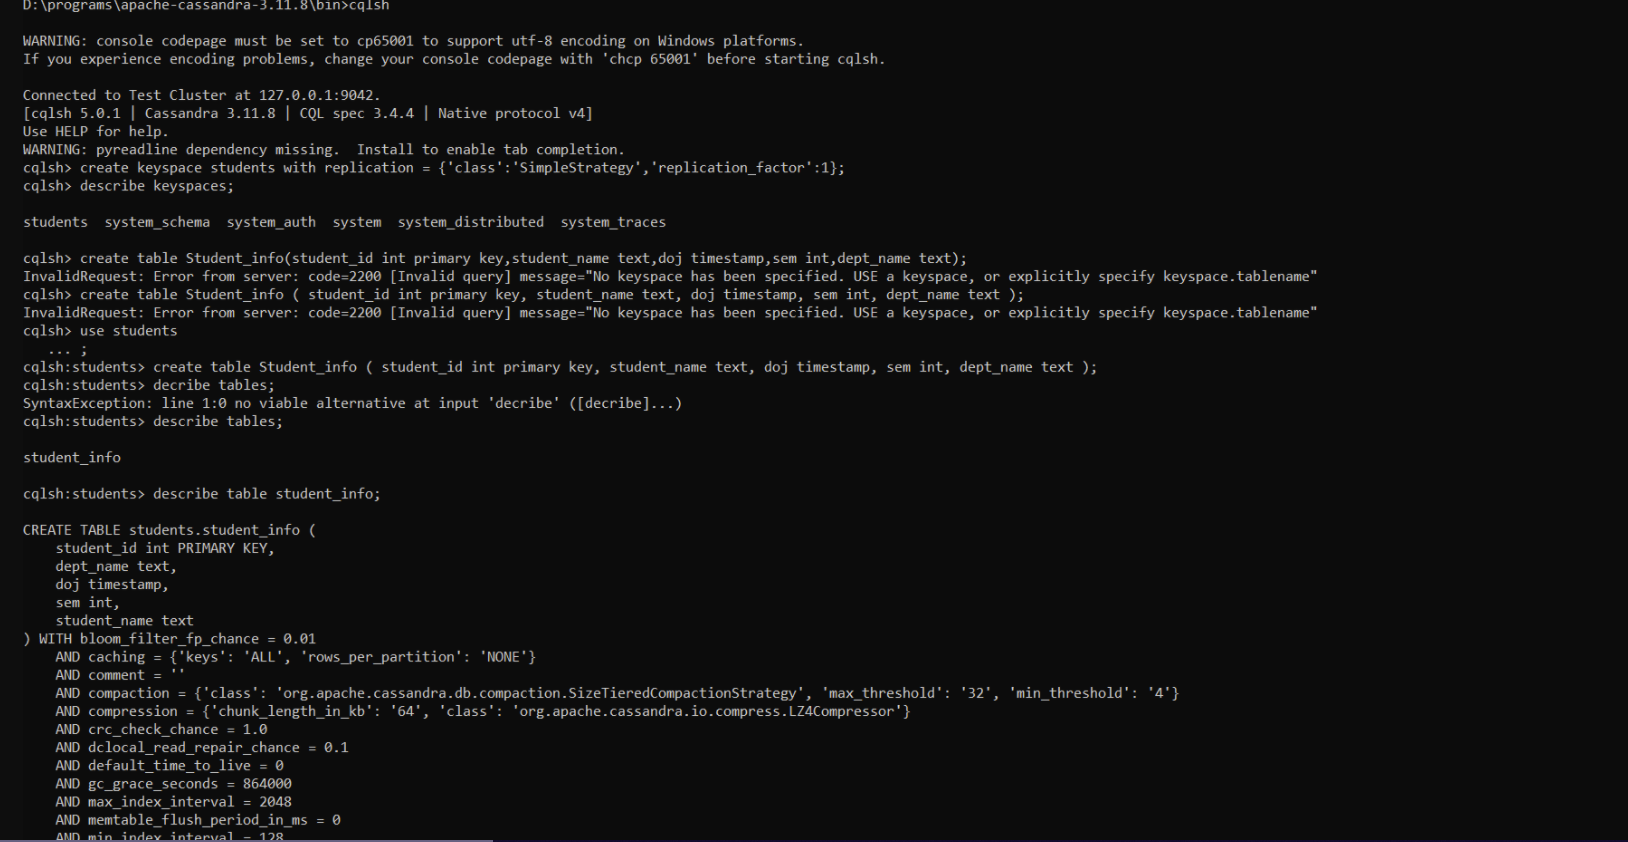 D:\programs\apache-cassandra-3.11.8\bin>cqlsh
WARNING: console codepage must be set to cp65001 to support utf-8 encoding on Windows platforms.
If you experience encoding problems, change your console codepage with 'chcp 65001' before starting cqlsh.
Connected to Test Cluster at 127.0.0.1:9042.
[cqlsh 5.0.1 | Cassandra 3.11.8 | CQL spec 3.4.4 | Native protocol v4]
Use HELP for help.
WARNING: pyreadline dependency missing.  Install to enable tab completion.
cqlsh> create keyspace students with replication = {'class':'SimpleStrategy','replication_factor':1};
cqlsh> describe keyspaces;
students  system_schema  system_auth  system  system_distributed  system_traces
cqlsh> create table Student_info(student_id int primary key,student_name text,doj timestamp,sem int,dept_name text);
InvalidRequest: Error from server: code=2200 [Invalid query] message="No keyspace has been specified. USE a keyspace, or explicitly specify keyspace.tablename"
cqlsh> create table Student_info ( student_id int primary key, student_name text, doj timestamp, sem int, dept_name text );
InvalidRequest: Error from server: code=2200 [Invalid query] message="No keyspace has been specified. USE a keyspace, or explicitly specify keyspace.tablename"
cqlsh> use students
   ... ;
cqlsh:students> create table Student_info ( student_id int primary key, student_name text, doj timestamp, sem int, dept_name text );
cqlsh:students> decribe tables;
SyntaxException: line 1:0 no viable alternative at input 'decribe' ([decribe]...)
cqlsh:students> describe tables;
student_info
cqlsh:students> describe table student_info;
CREATE TABLE students.student_info (
    student_id int PRIMARY KEY,
    dept_name text,
    doj timestamp,
    sem int,
    student_name text
) WITH bloom_filter_fp_chance = 0.01
    AND caching = {'keys': 'ALL', 'rows_per_partition': 'NONE'}
    AND comment = ''
    AND compaction = {'class': 'org.apache.cassandra.db.compaction.SizeTieredCompactionStrategy', 'max_threshold': '32', 'min_threshold': '4'}
    AND compression = {'chunk_length_in_kb': '64', 'class': 'org.apache.cassandra.io.compress.LZ4Compressor'}
    AND crc_check_chance = 1.0
    AND dclocal_read_repair_chance = 0.1
    AND default_time_to_live = 0
    AND gc_grace_seconds = 864000
    AND max_index_interval = 2048
    AND memtable_flush_period_in_ms = 0
    AND min_index_interval = 128